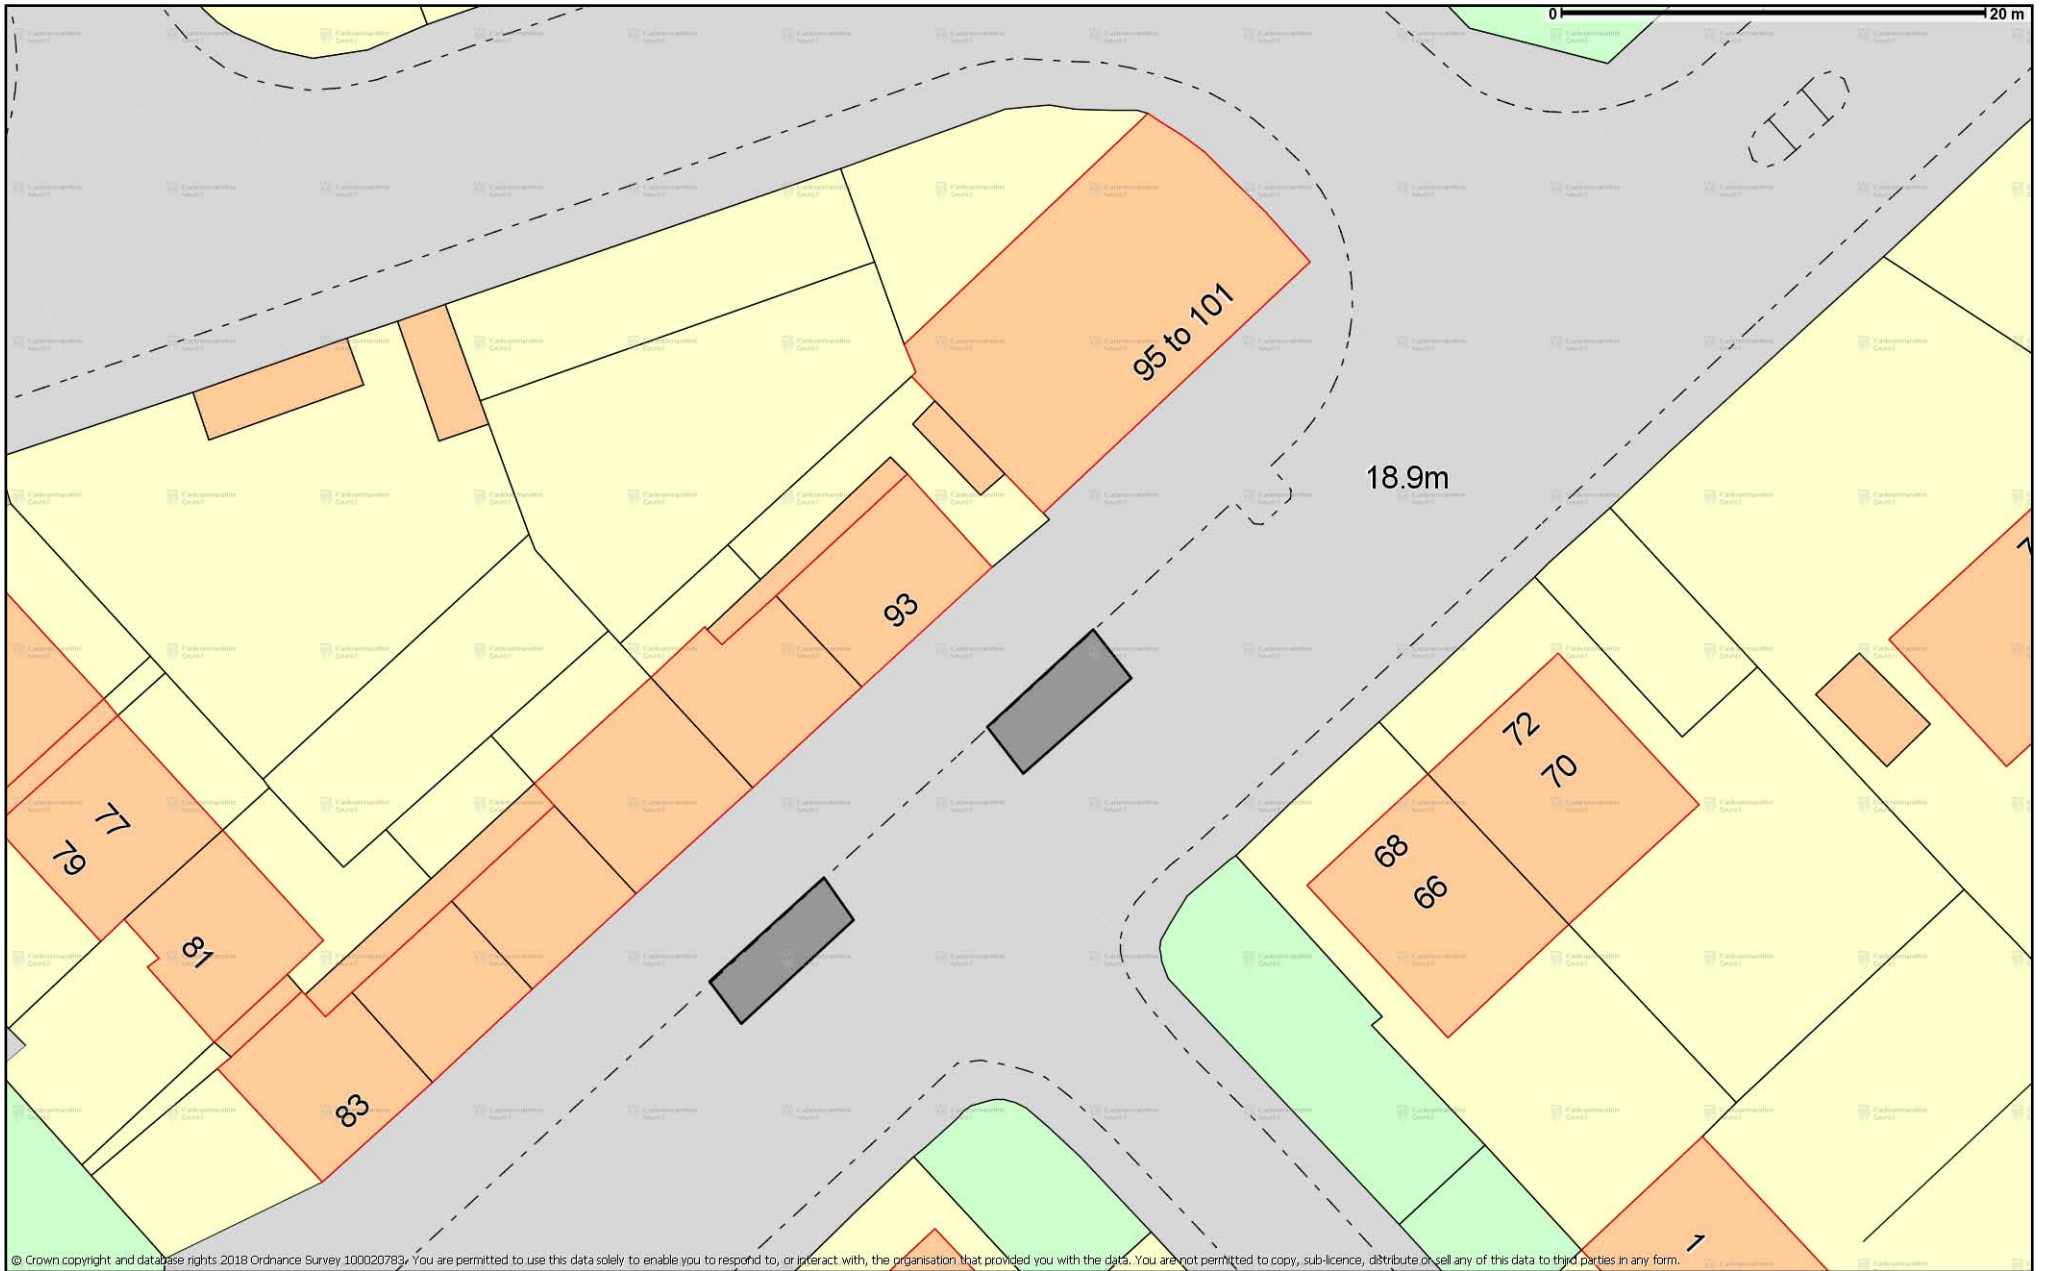 0 20 m
95 to 101
18.9m
7
93
72
70
77
79
68
66
81
83
1
© Crown copyright and database rights 2018 Ordnance Survey 100020783. You are permitted to use this data solely to enable you to respond to, or interact with, the organisation that provided you with the data. You are not permitted to copy, sub-licence, distribute or sell any of this data to third parties in any form.